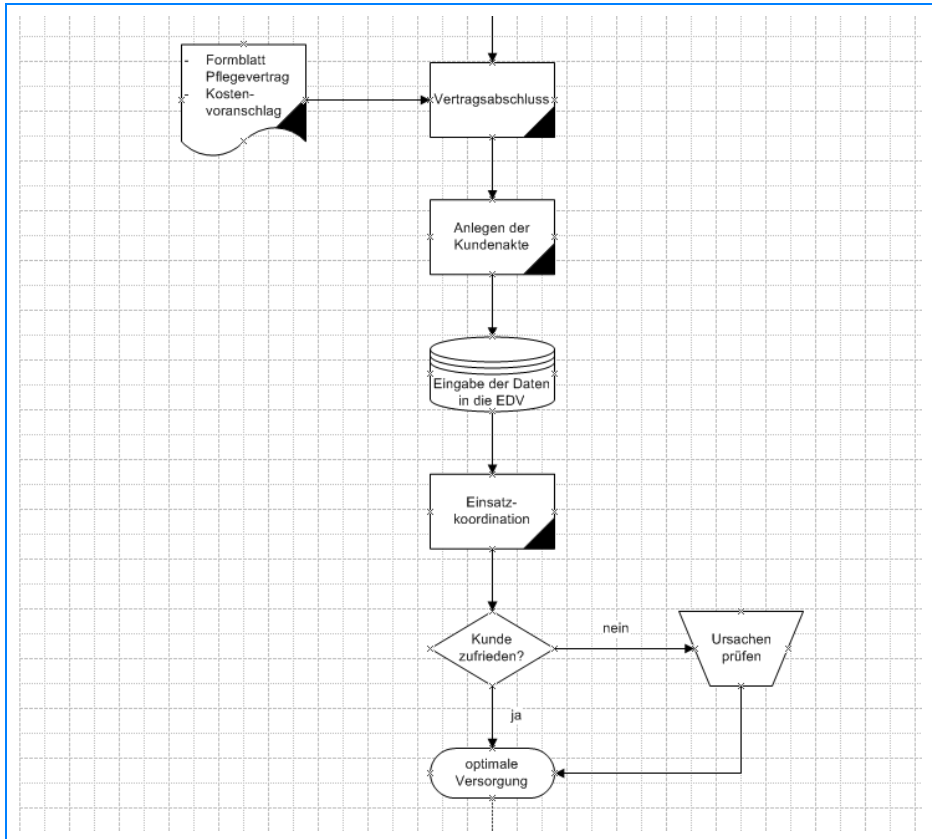 - Formblatt
Pflegevertrag
- Kosten-
voranschlag
Vertragsabschluss
Anlegen der
Kundenakte
Eingabe der Daten
in die EDV
Einsatz-
koordination
Kunde
zufrieden?
nein
Ursachen
prüfen
ja
optimale
Versorgung